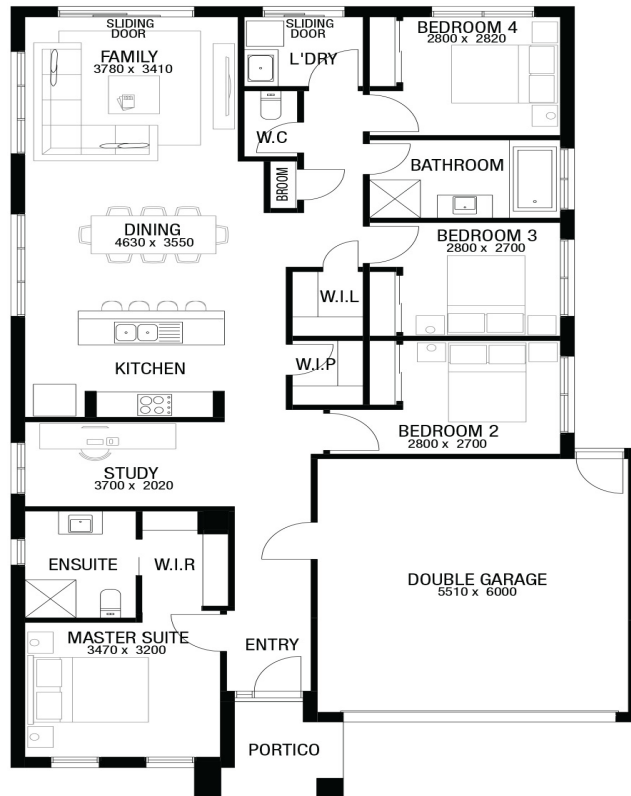 SLIDING
DOOR
FAMILY
3780 x 3410
SLIDING
DOOR
L'DRY
BEDROOM 4
2800 x 2820
W.C
BROOM
BATHROOM
DINING
4630 x 3550
BEDROOM 3
2800 x 2700
W.I.L
KITCHEN
W.I.P
BEDROOM 2
2800 x 2700
STUDY
3700 x 2020
ENSUITE
W.I.R
DOUBLE GARAGE
5510 x 6000
MASTER SUITE
3470 x 3200
ENTRY
PORTICO